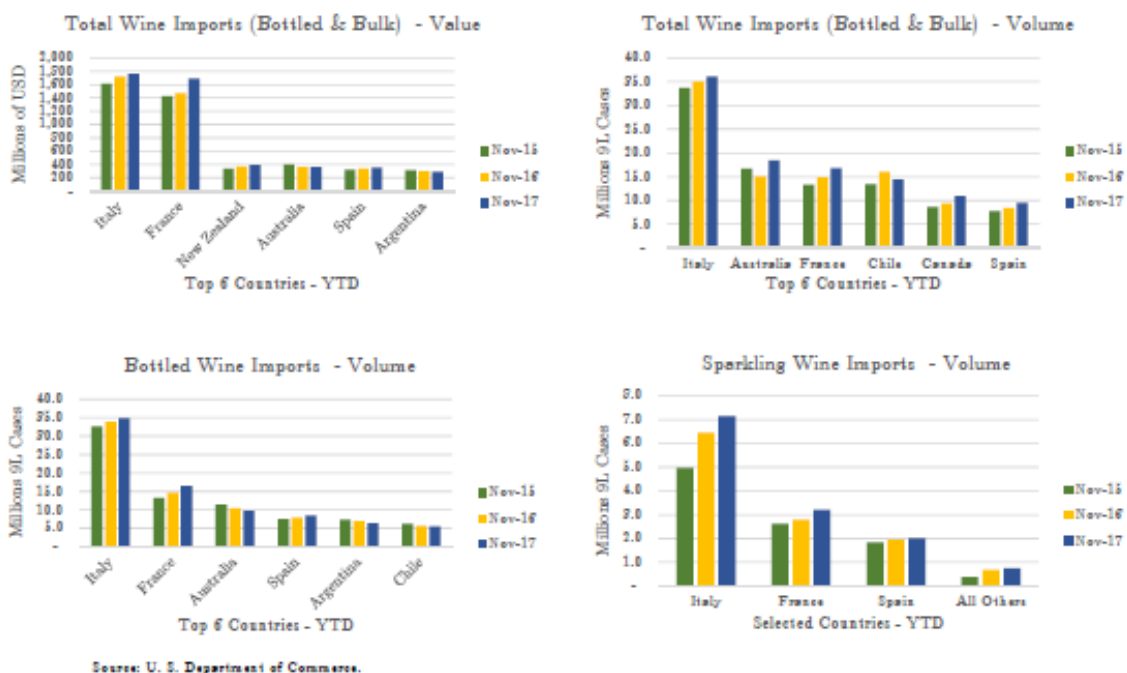 Total Wine Imports (Bottled & Bulk) - Value
Millions of USD
2,000
1,800
1,600
1,400
1,200
1,000
800
600
400
200
-
Italy
France
New Zealand
Australia
Spain
Argentina
Top 6 Countries - YTD
Nov-15
Nov-16
Nov-17
Total Wine Imports (Bottled & Bulk) - Volume
Millions 9L Cases
40.0
35.0
30.0
25.0
20.0
15.0
10.0
5.0
-
Italy
Australia
France
Chile
Canada
Spain
Top 6 Countries - YTD
Nov-15
Nov-16
Nov-17
Bottled Wine Imports - Volume
Millions 9L Cases
40.0
35.0
30.0
25.0
20.0
15.0
10.0
5.0
-
Italy
France
Australia
Spain
Argentina
Chile
Top 6 Countries - YTD
Nov-15
Nov-16
Nov-17
Sparkling Wine Imports - Volume
Millions 9L Cases
8.0
7.0
6.0
5.0
4.0
3.0
2.0
1.0
-
Italy
France
Spain
All Others
Selected Countries - YTD
Nov-15
Nov-16
Nov-17
Source: U. S. Department of Commerce.